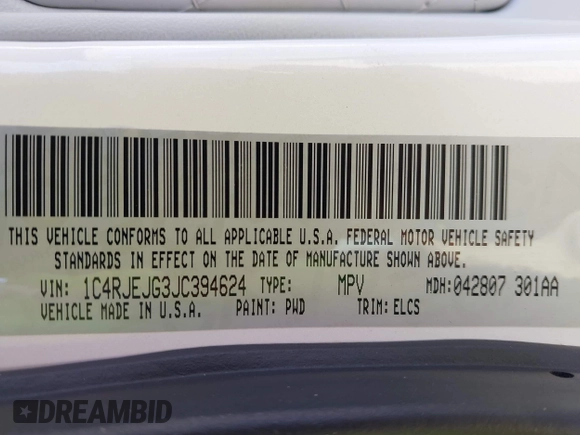 THIS VEHICLE CONFORMS TO ALL APPLICABLE U.S.A. FEDERAL MOTOR VEHICLE SAFETY
STANDARDS IN EFFECT ON THE DATE OF MANUFACTURE SHOWN ABOVE.
VIN: 1C4RJEJG3JC394624 TYPE: MPV MDH:042807 301AA
VEHICLE MADE IN U.S.A. PAINT: PWD TRIM: ELCS
DREAMBID